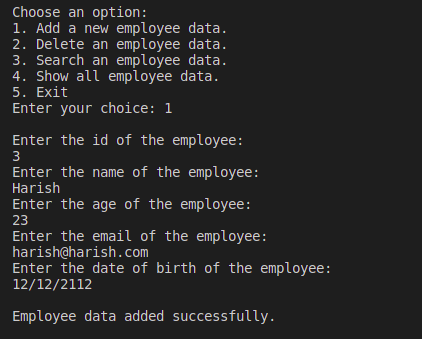 Choose an option:
1. Add a new employee data.
2. Delete an employee data.
3. Search an employee data.
4. Show all employee data.
5. Exit
Enter your choice: 1
Enter the id of the employee:
3
Enter the name of the employee:
Harish
Enter the age of the employee:
23
Enter the email of the employee:
harish@harish.com
Enter the date of birth of the employee:
12/12/2112
Employee data added successfully.